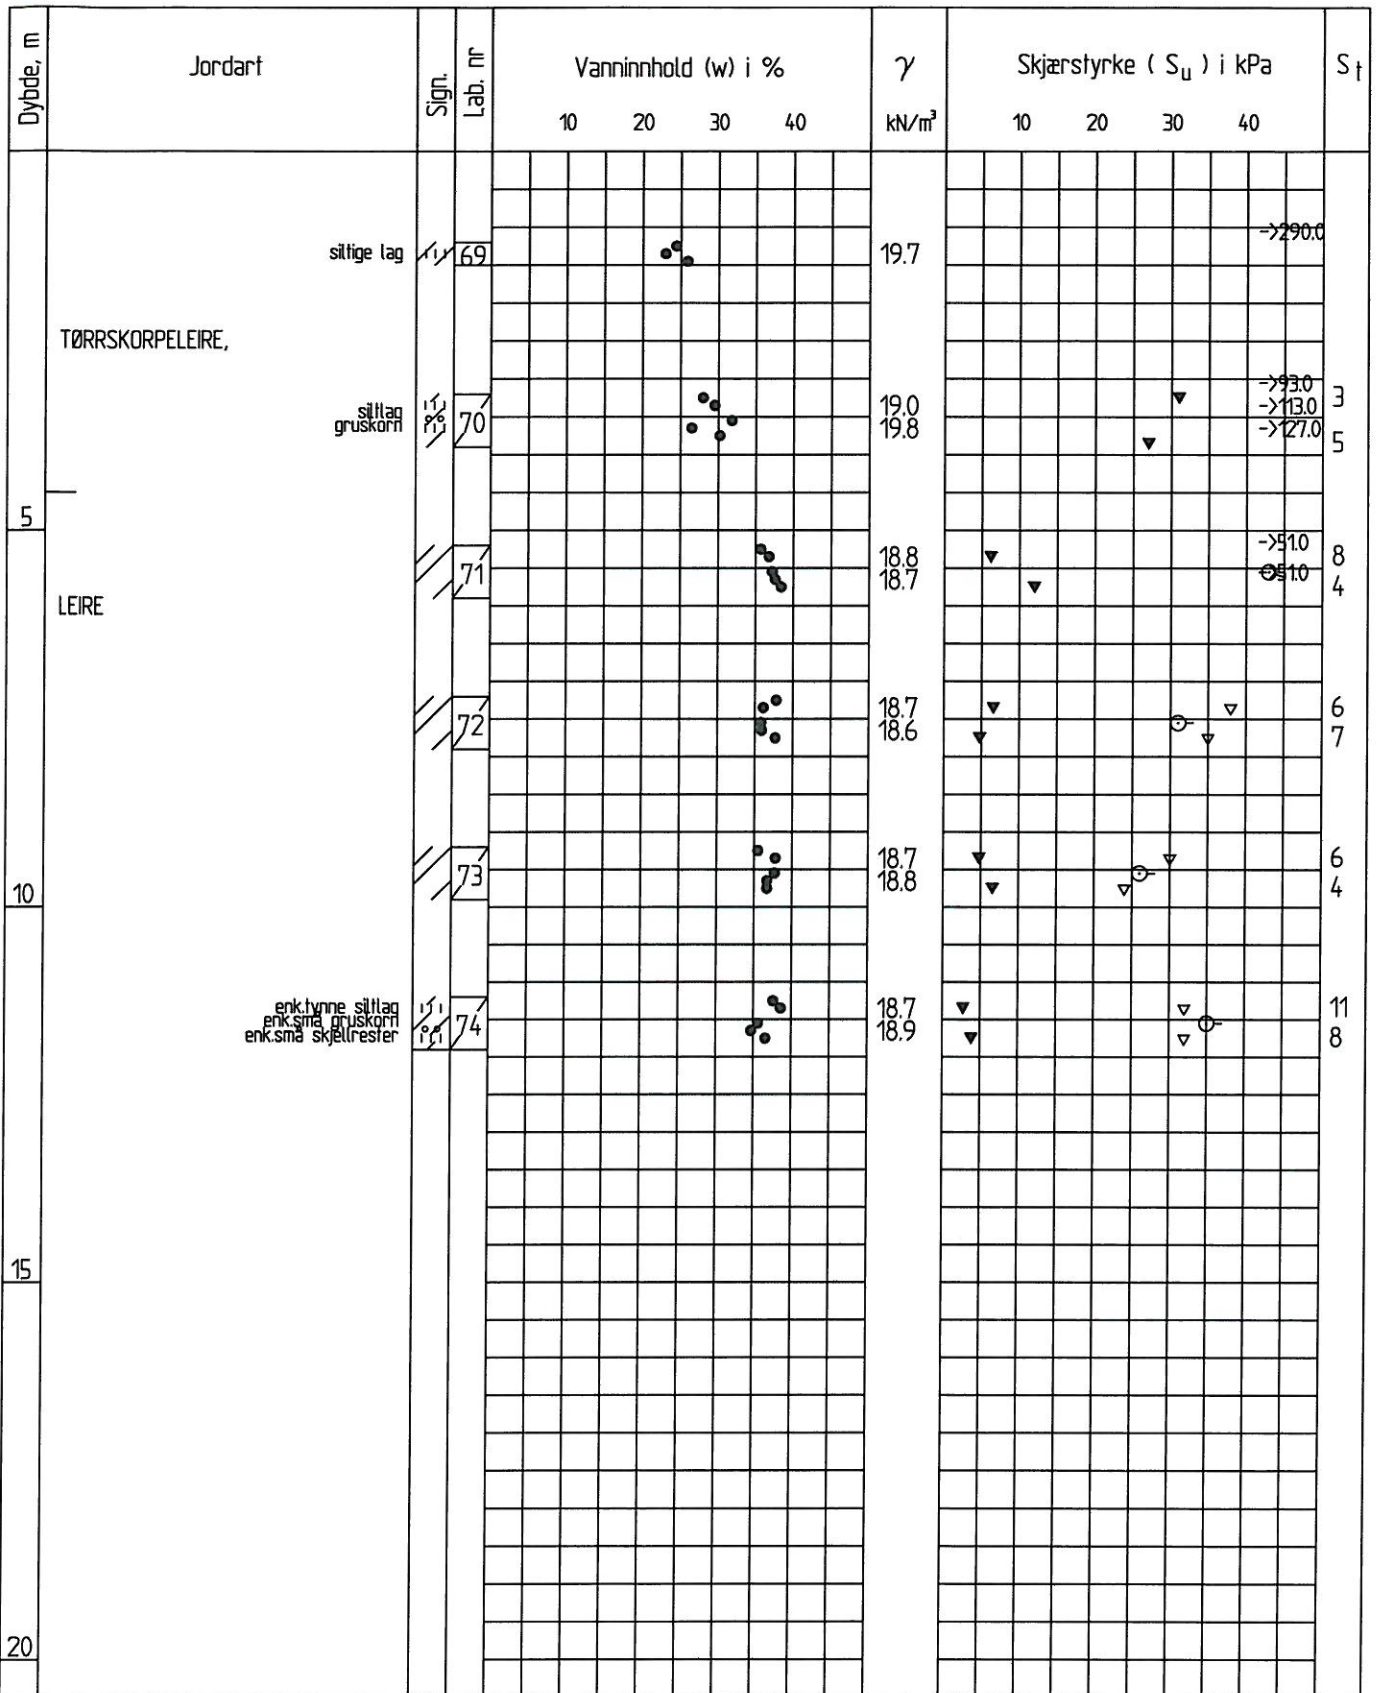 Dybde, m
Jordart
Sign.
Lab. nr
Vanninnhold (w) i %
10 20 30 40
γ
kN/m³
Skjærstyrke ( Su ) i kPa
10 20 30 40
St
->290.0
siltige lag 69 19.7
TØRRSKORPELEIRE,
->93.0
19.0 ->113.0 3
siltlag
gruskorn 70 19.8 ->127.0
5
5
->51.0
18.8 8
71 18.7 51.0 4
LEIRE
18.7 6
72 18.6 7
18.7 6
73 18.8 4
10
enk.tynne siltlag 18.7 11
enk.små gruskorn 74 18.9
enk.små skjellrester 8
15
20